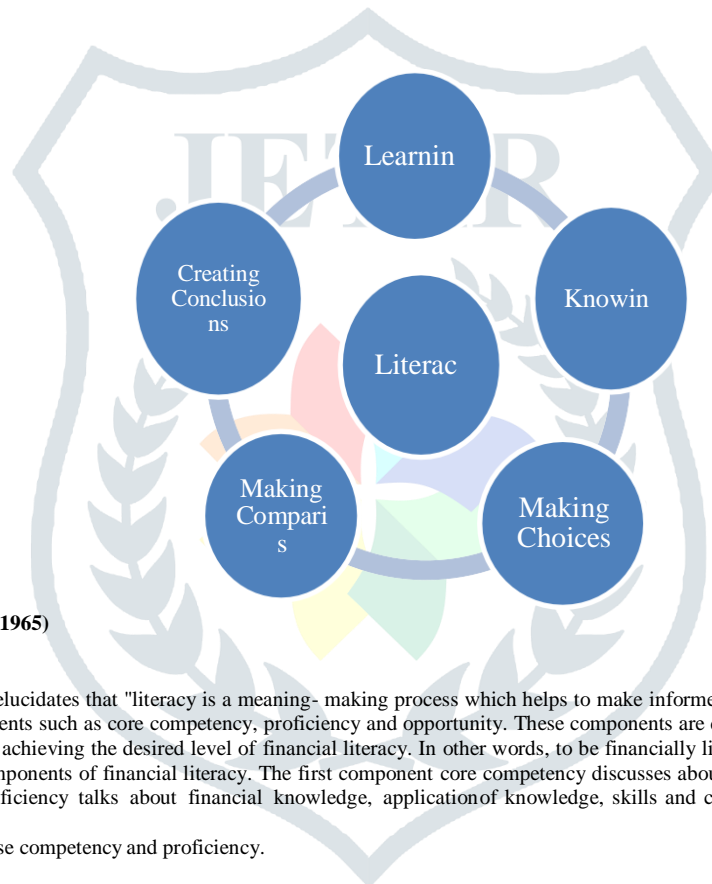 JETIR
Learnin
Creating
Conclusio
ns
Knowin
Literac
Making
Compari
s
Making
Choices
1965)
elucidates that "literacy is a meaning- making process which helps to make informe
ents such as core competency, proficiency and opportunity. These components are
achieving the desired level of financial literacy. In other words, to be financially li
mponents of financial literacy. The first component core competency discusses abou
ficiency talks about financial knowledge, applicationof knowledge, skills and c
se competency and proficiency.